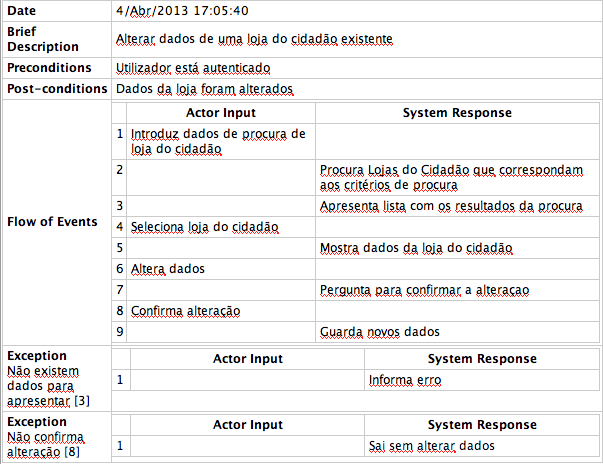 Date 4/Abr/2013 17:05:40
Brief
Description
Alterar dados de uma loja do cidadão existente
Preconditions Utilizador está autenticado
Post-conditions Dados da loja foram alterados
Flow of Events
Actor Input System Response
1 Introduz dados de procura de
loja do cidadão
2 Procura Lojas do Cidadão que correspondam
aos critérios de procura
3 Apresenta lista com os resultados da procura
4 Seleciona loja do cidadão
5 Mostra dados da loja do cidadão
6 Altera dados
7 Pergunta para confirmar a alteraçao
8 Confirma alteração
9 Guarda novos dados
Exception
Não existem
dados para
apresentar [3]
Actor Input System Response
1 Informa erro
Exception
Não confirma
alteração [8]
Actor Input System Response
1 Sai sem alterar dados